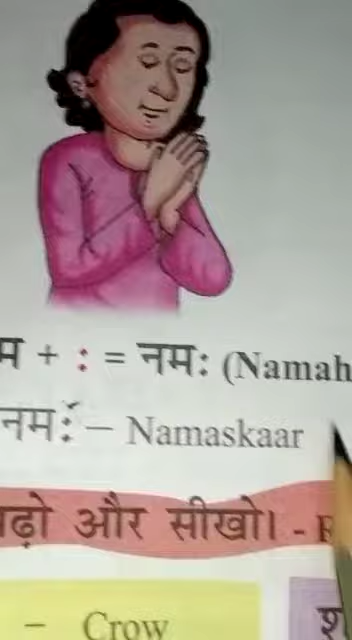 म + : = नमः (Namah
नमः – Namaskaar
और सीखो। -
– Crow